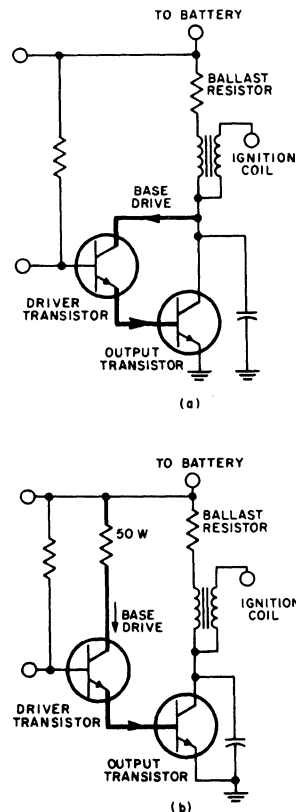 TO BATTERY
BALLAST
RESISTOR
IGNITION
COIL
BASE
DRIVE
DRIVER
TRANSISTOR
OUTPUT
TRANSISTOR
(a)
TO BATTERY
BALLAST
RESISTOR
50 W
IGNITION
COIL
BASE
DRIVE
DRIVER
TRANSISTOR
OUTPUT
TRANSISTOR
(b)